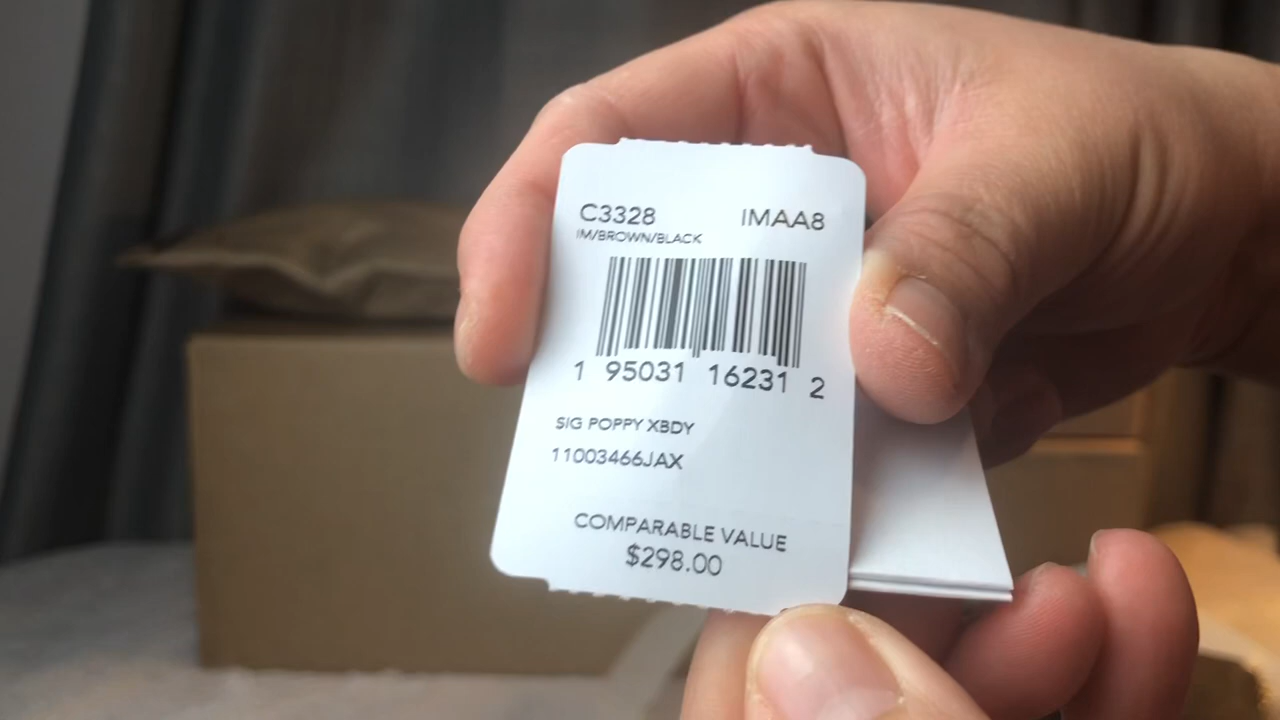 C3328 IMAA8
IM/BROWN/BLACK
1 95031 16231 2
SIG POPPY XBDY
11003466JAX
COMPARABLE VALUE
$298.00